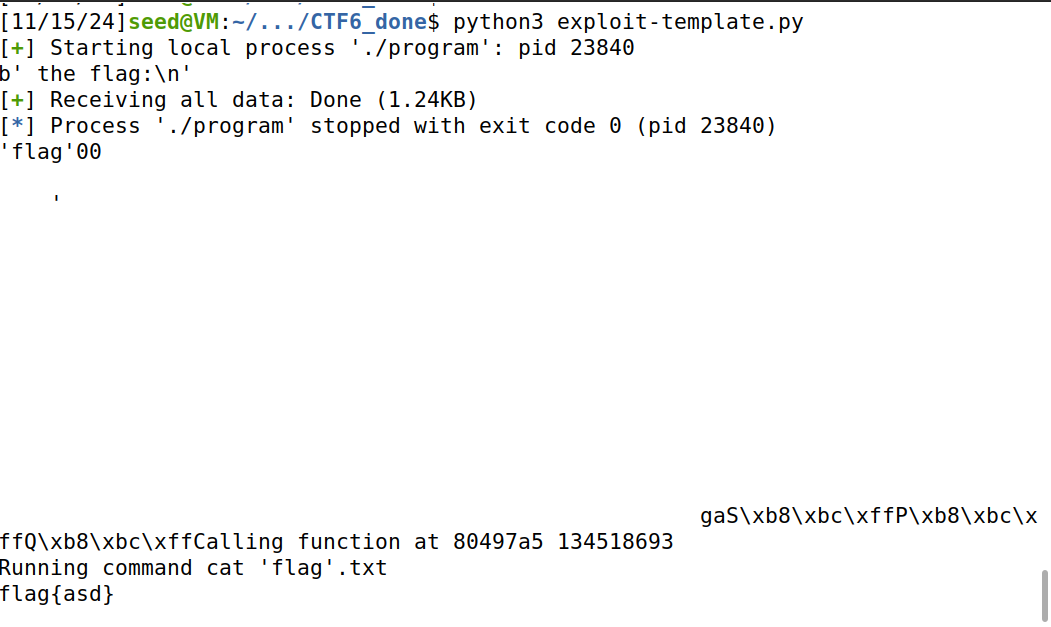 [11/15/24]seed@VM:~/.../CTF6_done$ python3 exploit-template.py
[+] Starting local process './program': pid 23840
b' the flag:\n'
[+] Receiving all data: Done (1.24KB)
[*] Process './program' stopped with exit code 0 (pid 23840)
'flag'00
'
gaS\xb8\xbc\xffP\xb8\xbc\x
ffQ\xb8\xbc\xffCalling function at 80497a5 134518693
Running command cat 'flag'.txt
flag{asd}